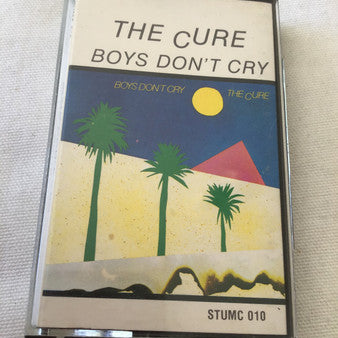 THE CURE
BOYS DON'T CRY
BOYS DON'T CRY THE CURE
STUMC 010